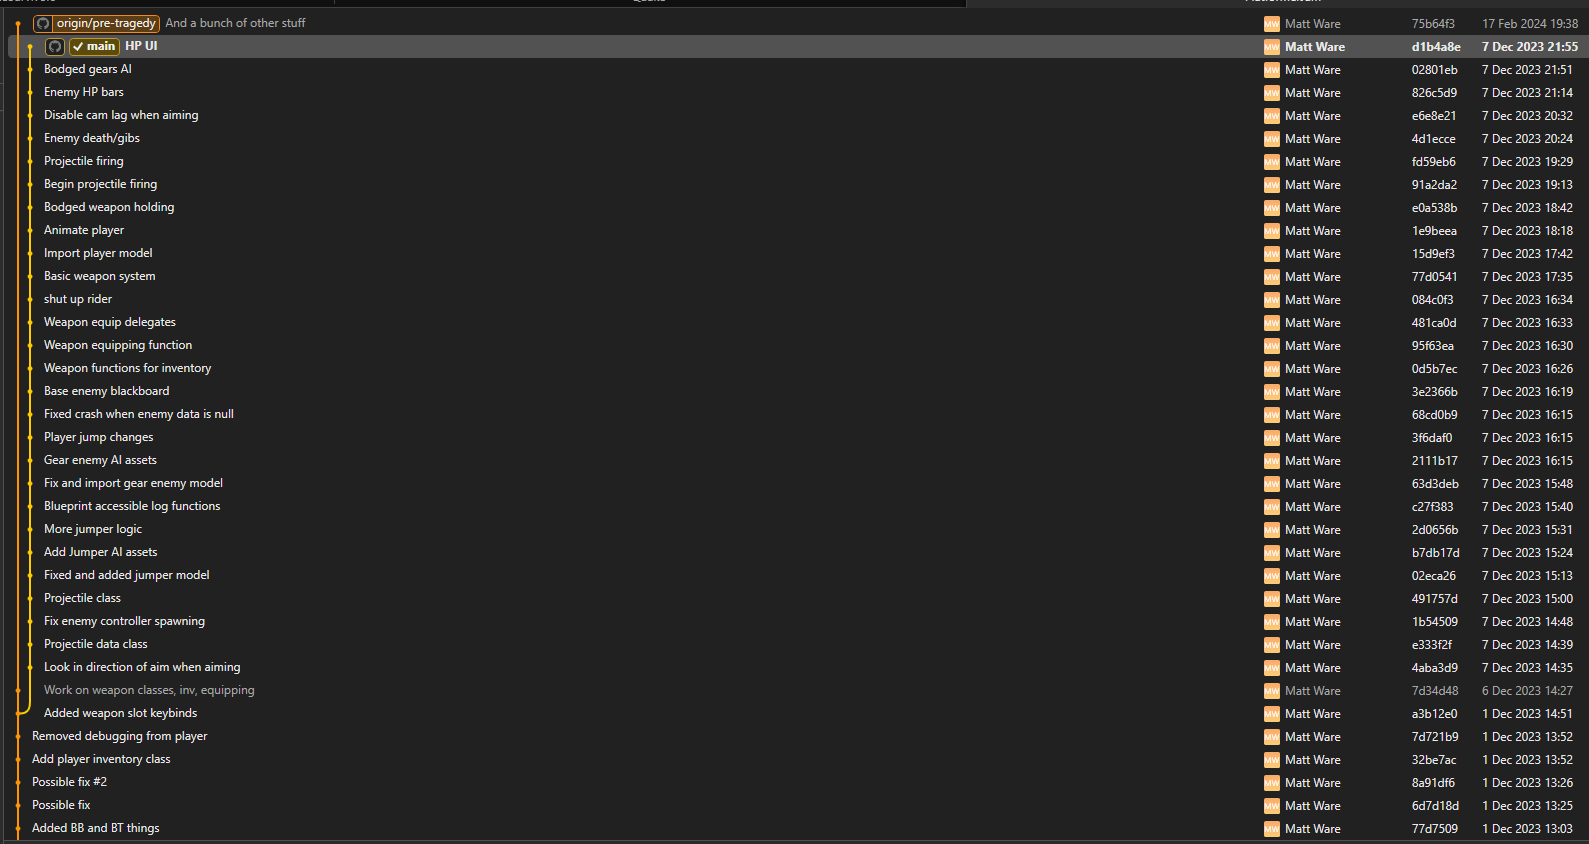 origin/pre-tragedy And a bunch of other stuff MW Matt Ware 75b64f3 17 Feb 2024 19:38
✓ main HP UI MW Matt Ware d1b4a8e 7 Dec 2023 21:55
Bodged gears AI MW Matt Ware 02801eb 7 Dec 2023 21:51
Enemy HP bars MW Matt Ware 826c5d9 7 Dec 2023 21:14
Disable cam lag when aiming MW Matt Ware e6e8e21 7 Dec 2023 20:32
Enemy death/gibs MW Matt Ware 4d1ecce 7 Dec 2023 20:24
Projectile firing MW Matt Ware fd59eb6 7 Dec 2023 19:29
Begin projectile firing MW Matt Ware 91a2da2 7 Dec 2023 19:13
Bodged weapon holding MW Matt Ware e0a538b 7 Dec 2023 18:42
Animate player MW Matt Ware 1e9beea 7 Dec 2023 18:18
Import player model MW Matt Ware 15d9ef3 7 Dec 2023 17:42
Basic weapon system MW Matt Ware 77d0541 7 Dec 2023 17:35
shut up rider MW Matt Ware 084c0f3 7 Dec 2023 16:34
Weapon equip delegates MW Matt Ware 481ca0d 7 Dec 2023 16:33
Weapon equipping function MW Matt Ware 95f63ea 7 Dec 2023 16:30
Weapon functions for inventory MW Matt Ware 0d5b7ec 7 Dec 2023 16:26
Base enemy blackboard MW Matt Ware 3e2366b 7 Dec 2023 16:19
Fixed crash when enemy data is null MW Matt Ware 68cd0b9 7 Dec 2023 16:15
Player jump changes MW Matt Ware 3f6daf0 7 Dec 2023 16:15
Gear enemy AI assets MW Matt Ware 2111b17 7 Dec 2023 16:15
Fix and import gear enemy model MW Matt Ware 63d3deb 7 Dec 2023 15:48
Blueprint accessible log functions MW Matt Ware c27f383 7 Dec 2023 15:40
More jumper logic MW Matt Ware 2d0656b 7 Dec 2023 15:31
Add Jumper AI assets MW Matt Ware b7db17d 7 Dec 2023 15:24
Fixed and added jumper model MW Matt Ware 02eca26 7 Dec 2023 15:13
Projectile class MW Matt Ware 491757d 7 Dec 2023 15:00
Fix enemy controller spawning MW Matt Ware 1b54509 7 Dec 2023 14:48
Projectile data class MW Matt Ware e333f2f 7 Dec 2023 14:39
Look in direction of aim when aiming MW Matt Ware 4aba3d9 7 Dec 2023 14:35
Work on weapon classes, inv, equipping MW Matt Ware 7d34d48 6 Dec 2023 14:27
Added weapon slot keybinds MW Matt Ware a3b12e0 1 Dec 2023 14:51
Removed debugging from player MW Matt Ware 7d721b9 1 Dec 2023 13:52
Add player inventory class MW Matt Ware 32be7ac 1 Dec 2023 13:52
Possible fix #2 MW Matt Ware 8a91df6 1 Dec 2023 13:26
Possible fix MW Matt Ware 6d7d18d 1 Dec 2023 13:25
Added BB and BT things MW Matt Ware 77d7509 1 Dec 2023 13:03